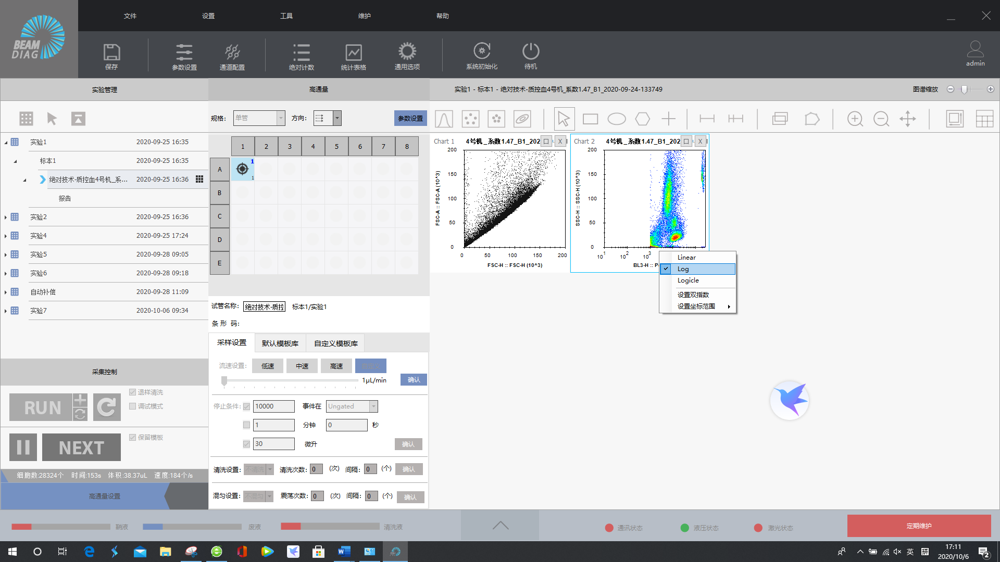 BEAM
DIAG
文件
设置
工具
维护
帮助
保存
参数设置
通道配置
绝对计数
统计表格
通用选项
系统初始化
待机
admin
实验管理
高通量
实验1 - 标本1 - 绝对技术-质控血4号机_系数1.47_B1_2020-09-24-133749
图谱缩放
规格:
单管
方向:
参数设置
实验1 2020-09-25 16:35
标本1 2020-09-25 16:35
绝对技术-质控血4号机_系... 2020-09-25 16:36
报告
实验2 2020-09-25 16:36
实验4 2020-09-25 17:24
实验5 2020-09-28 09:05
实验6 2020-09-28 09:18
自动补偿 2020-09-28 11:09
实验7 2020-10-06 09:34
1 2 3 4 5 6 7 8
A
1
1
B
C
D
E
Chart 1
4号机_系数1.47_B1_202
X
200
150
100
50
0
FSC-A :: FSC-A (10^3)
0 50 100 150 200
FSC-H :: FSC-H (10^3)
Chart 2
4号机_系数1.47_B1_202
X
200
150
100
50
0
SSC-H :: SSC-H (10^3)
10^1 10^2 10^3
BL3-H :: P
Linear
Log
Logicle
设置双指数
设置坐标范围
试管名称:
绝对技术-质控
标本1/实验1
条 形 码:
采样设置
默认模板库
自定义模板库
流速设置:
低速
中速
高速
自定义
1μL/min
确认
停止条件:
10000
事件在
Ungated
1
分钟
0
秒
30
微升
确认
清洗设置:
不清洗
清洗次数:
0
(次)
间隔:
0
(个)
确认
混匀设置:
不混匀
震荡次数:
0
(次)
间隔:
0
(个)
确认
采集控制
RUN
退样清洗
调试模式
NEXT
保留模板
细胞数:28324个 时间:153s 体积:38.37uL 速度:184个/s
高通量设置
鞘液
废液
清洗液
通讯状态
液压状态
激光状态
定期维护
英
拼
17:11
2020/10/6
2